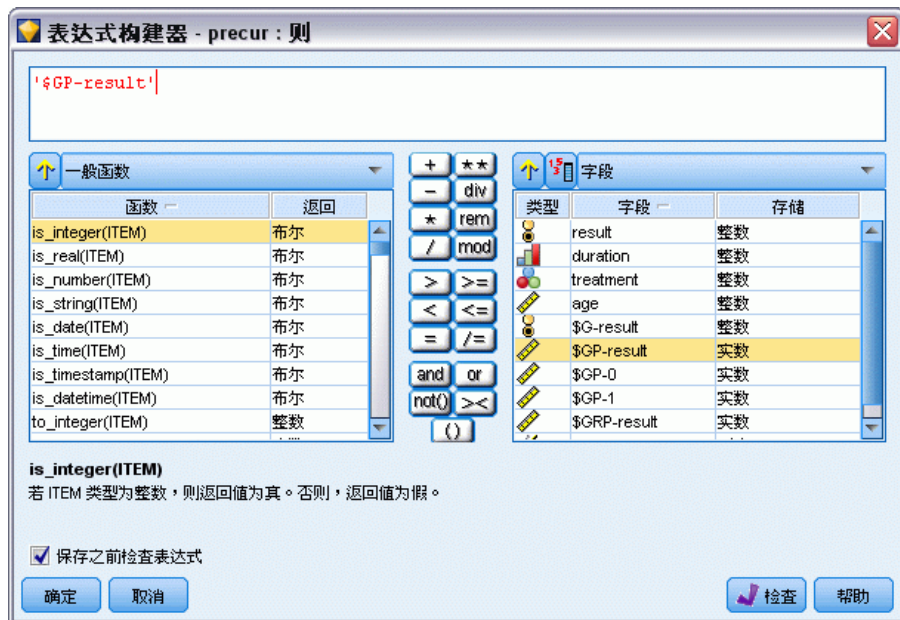 表达式构建器 - precur : 则
'$GP-result'
一般函数
函数 返回
is_integer(ITEM) 布尔
is_real(ITEM) 布尔
is_number(ITEM) 布尔
is_string(ITEM) 布尔
is_date(ITEM) 布尔
is_time(ITEM) 布尔
is_timestamp(ITEM) 布尔
is_datetime(ITEM) 布尔
to_integer(ITEM) 整数
+ **
- div
* rem
/ mod
> >=
< <=
= /=
and or
not() ><
()
字段
类型 字段 存储
result 整数
duration 整数
treatment 整数
age 整数
$G-result 整数
$GP-result 实数
$GP-0 实数
$GP-1 实数
$GRP-result 实数
is_integer(ITEM)
若 ITEM 类型为整数，则返回值为真。否则，返回值为假。
保存之前检查表达式
确定 取消 检查 帮助